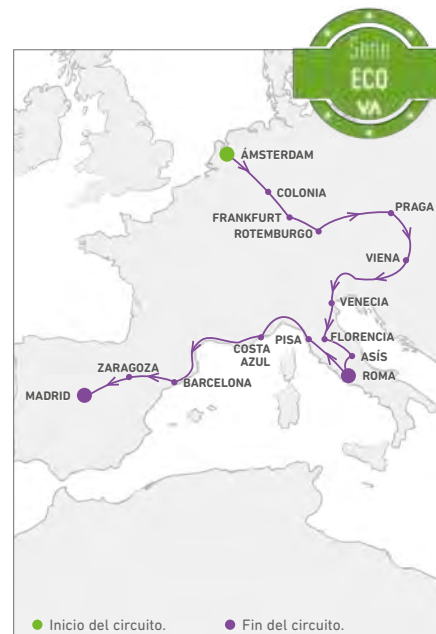 Serie
ECO
VA
ÁMSTERDAM
COLONIA
FRANKFURT
ROTEMBURGO
PRAGA
VIENA
VENECIA
FLORENCIA
PISA
ASÍS
ROMA
COSTA
AZUL
BARCELONA
ZARAGOZA
MADRID
Inicio del circuito.
Fin del circuito.